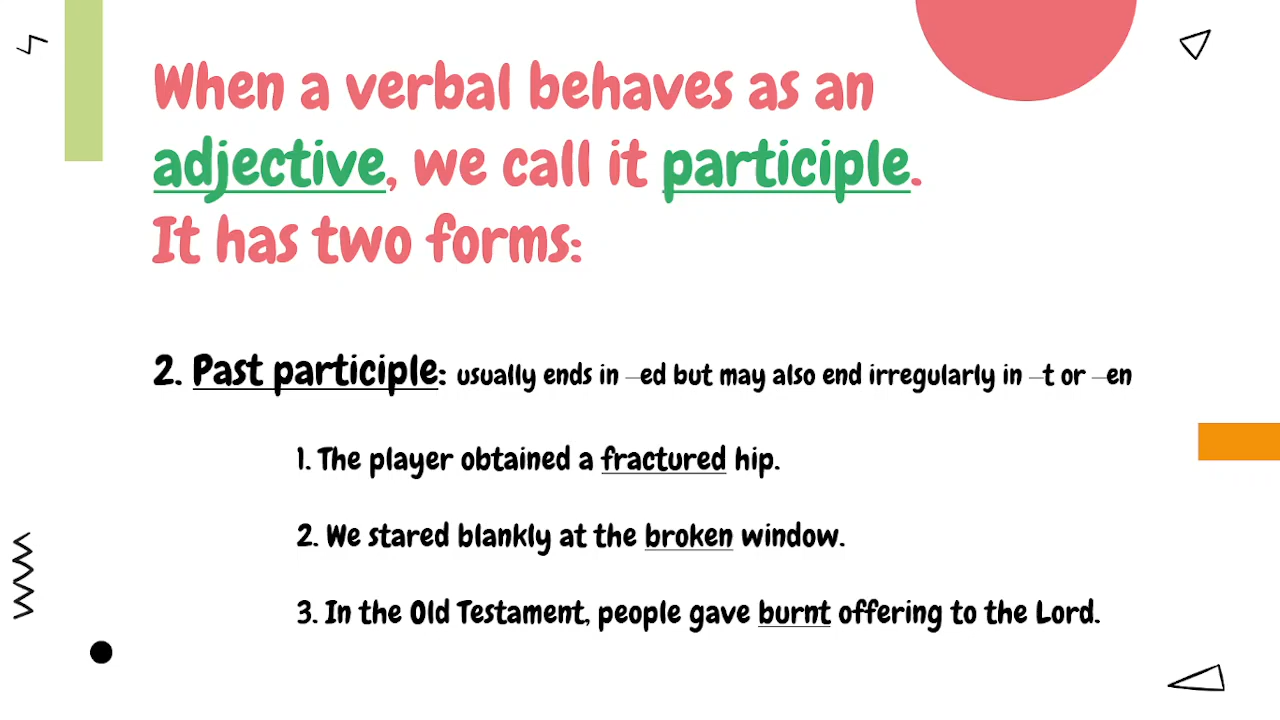 When a verbal behaves as an
adjective, we call it participle.
It has two forms:
2. Past participle: usually ends in –ed but may also end irregularly in –t or –en
1. The player obtained a fractured hip.
2. We stared blankly at the broken window.
3. In the Old Testament, people gave burnt offering to the Lord.